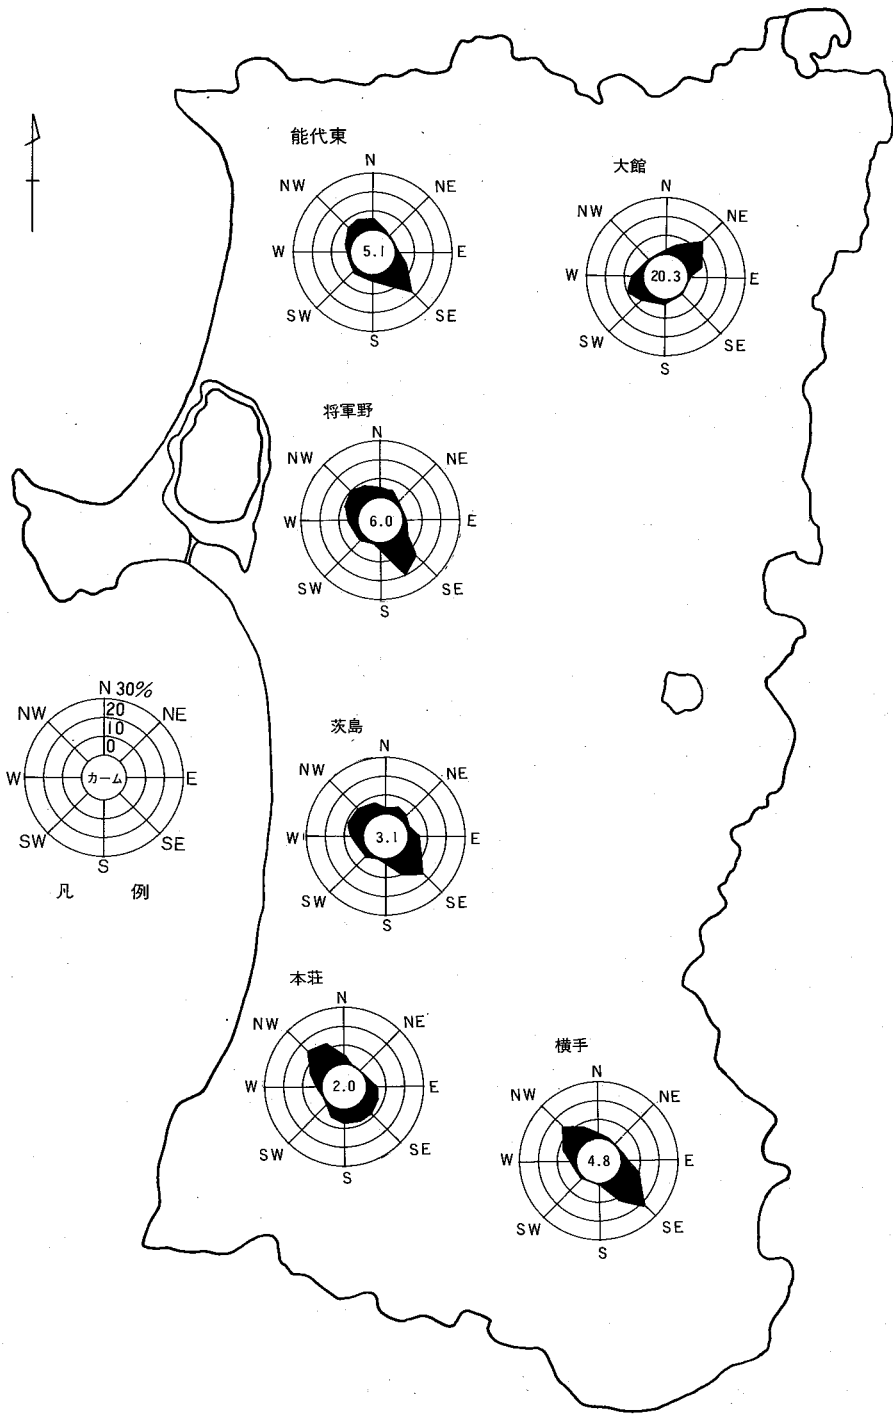 能代東
N
NW NE
W 5.1 E
SW SE
S
大館
N
NW NE
W 20.3 E
SW SE
S
将軍野
N
NW NE
W 6.0 E
SW SE
S
N 30%
20
NW 10 NE
0
W カーム E
SW SE
S
凡 例
茨島
N
NW NE
W 3.1 E
SW SE
S
本荘
N
NW NE
W 2.0 E
SW SE
S
横手
N
NW NE
W 4.8 E
SW SE
S